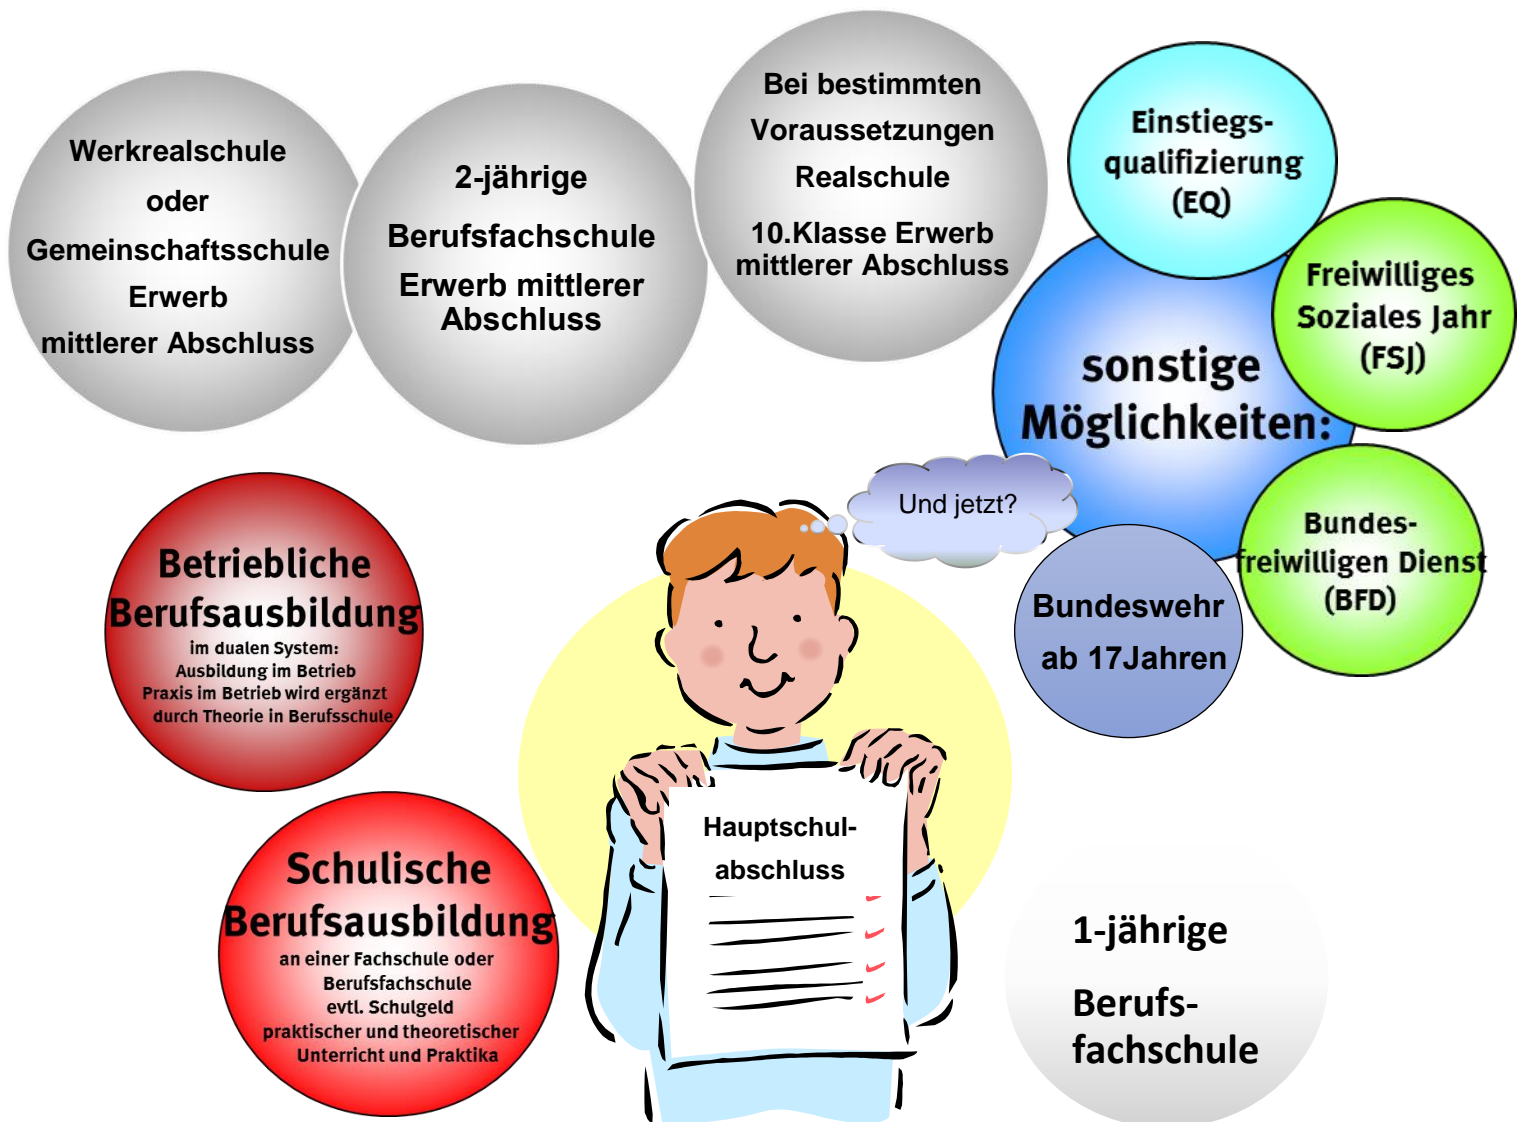 Werkrealschule
oder
Gemeinschaftsschule
Erwerb
mittlerer Abschluss
2-jährige
Berufsfachschule
Erwerb mittlerer
Abschluss
Bei bestimmten
Voraussetzungen
Realschule
10.Klasse Erwerb
mittlerer Abschluss
Einstiegs-
qualifizierung
(EQ)
Freiwilliges
Soziales Jahr
(FSJ)
sonstige
Möglichkeiten:
Bundes-
freiwilligen Dienst
(BFD)
Bundeswehr
ab 17Jahren
Und jetzt?
Betriebliche
Berufsausbildung
im dualen System:
Ausbildung im Betrieb
Praxis im Betrieb wird ergänzt
durch Theorie in Berufsschule
Schulische
Berufsausbildung
an einer Fachschule oder
Berufsfachschule
evtl. Schulgeld
praktischer und theoretischer
Unterricht und Praktika
Hauptschul-
abschluss
1-jährige
Berufs-
fachschule